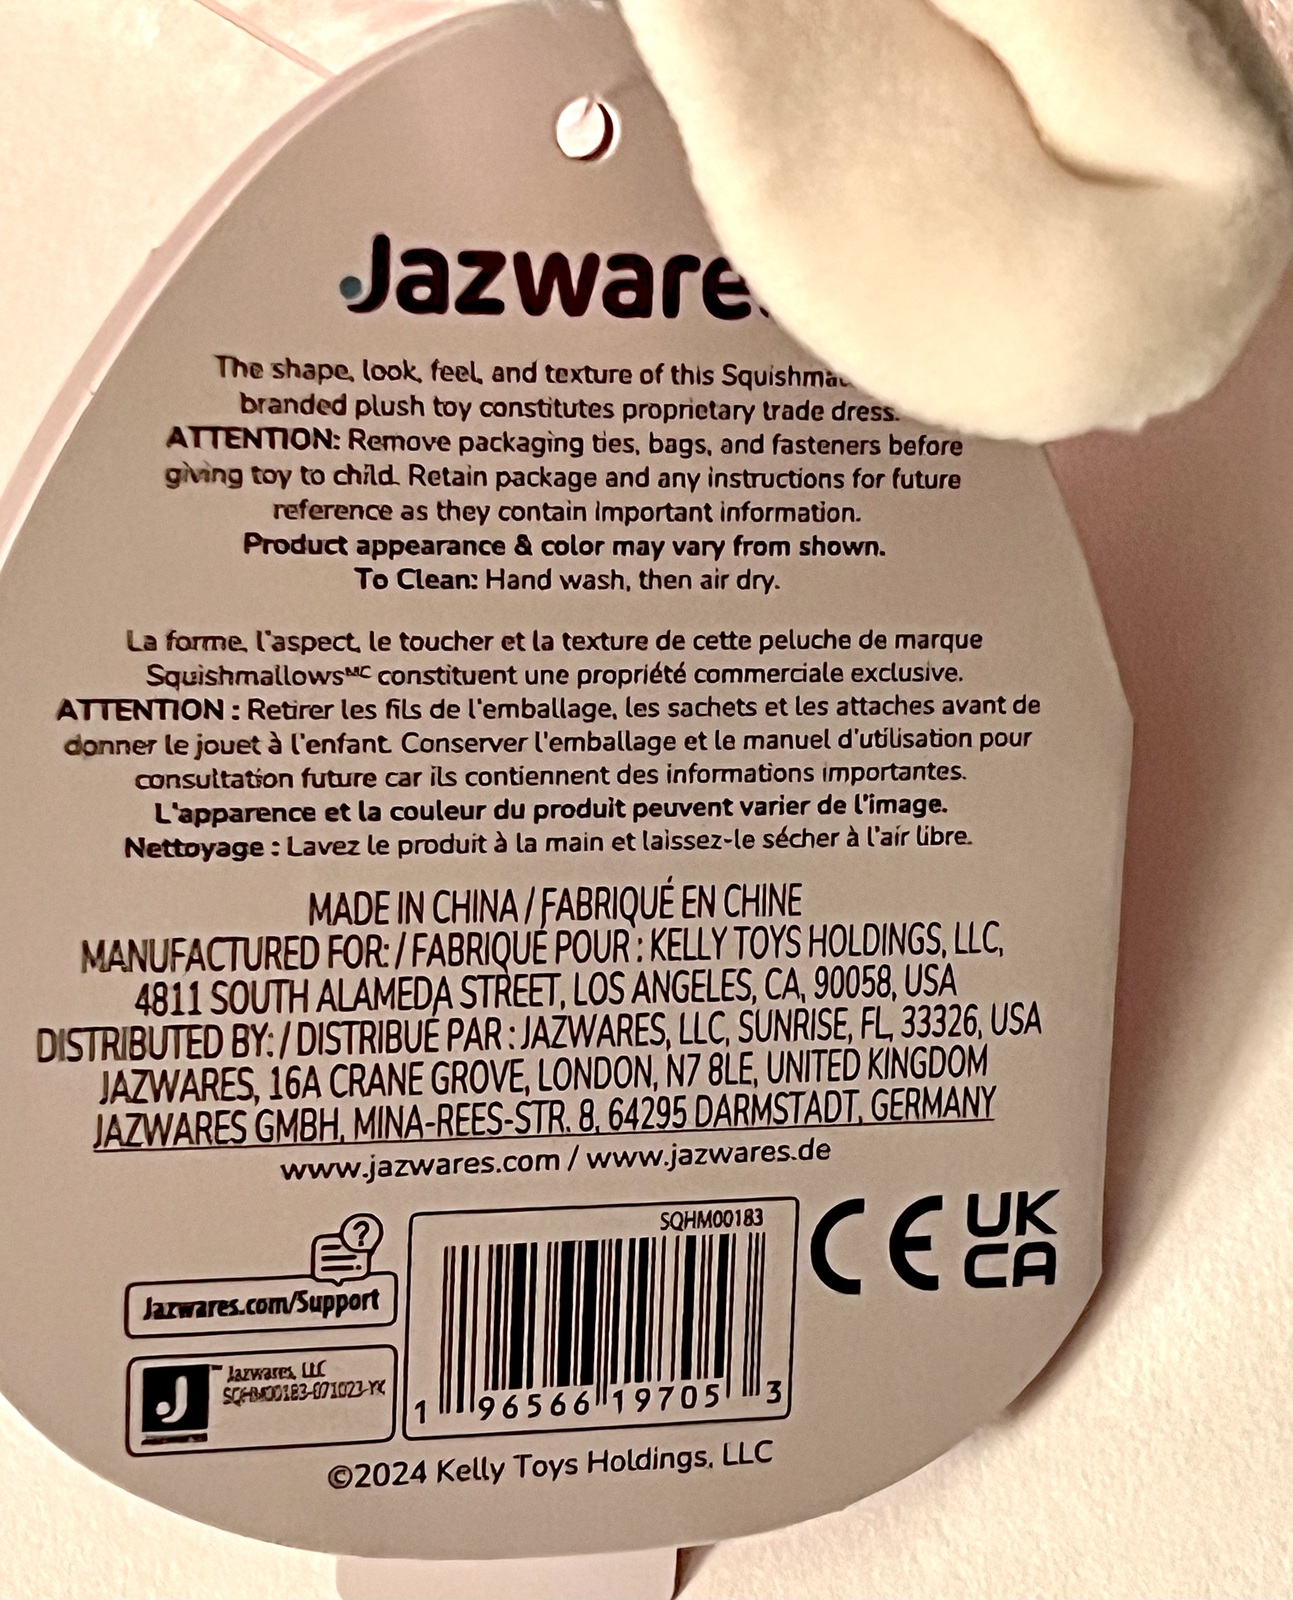 Jazware
The shape, look, feel, and texture of this
branded plush toy constitutes proprietary trade dress.
ATTENTION: Remove packaging ties, bags, and fasteners before
giving toy to child. Retain package and any instructions for future
reference as they contain important information.
Product appearance & color may vary from shown.
To Clean: Hand wash, then air dry.
La forme, l'aspect, le toucher et la texture de cette peluche de marque
Squishmallowsᴹᶜ constituent une propriété commerciale exclusive.
ATTENTION : Retirer les fils de l'emballage, les sachets et les attaches avant de
donner le jouet à l'enfant. Conserver l'emballage et le manuel d'utilisation pour
consultation future car ils contiennent des informations importantes.
L'apparence et la couleur du produit peuvent varier de l'image.
Nettoyage : Lavez le produit à la main et laissez-le sécher à l'air libre.
MADE IN CHINA / FABRIQUÉ EN CHINE
MANUFACTURED FOR: / FABRIQUÉ POUR : KELLY TOYS HOLDINGS, LLC,
4811 SOUTH ALAMEDA STREET, LOS ANGELES, CA, 90058, USA
DISTRIBUTED BY: / DISTRIBUÉ PAR : JAZWARES, LLC, SUNRISE, FL, 33326, USA
JAZWARES, 16A CRANE GROVE, LONDON, N7 8LE, UNITED KINGDOM
JAZWARES GMBH, MINA-REES-STR. 8, 64295 DARMSTADT, GERMANY
www.jazwares.com / www.jazwares.de
?
Jazwares.com/Support
J™ Jazwares, LLC
SQHM00183-071023-YK
SQHM00183
1 96566 19705 3
CE UK
CA
©2024 Kelly Toys Holdings, LLC